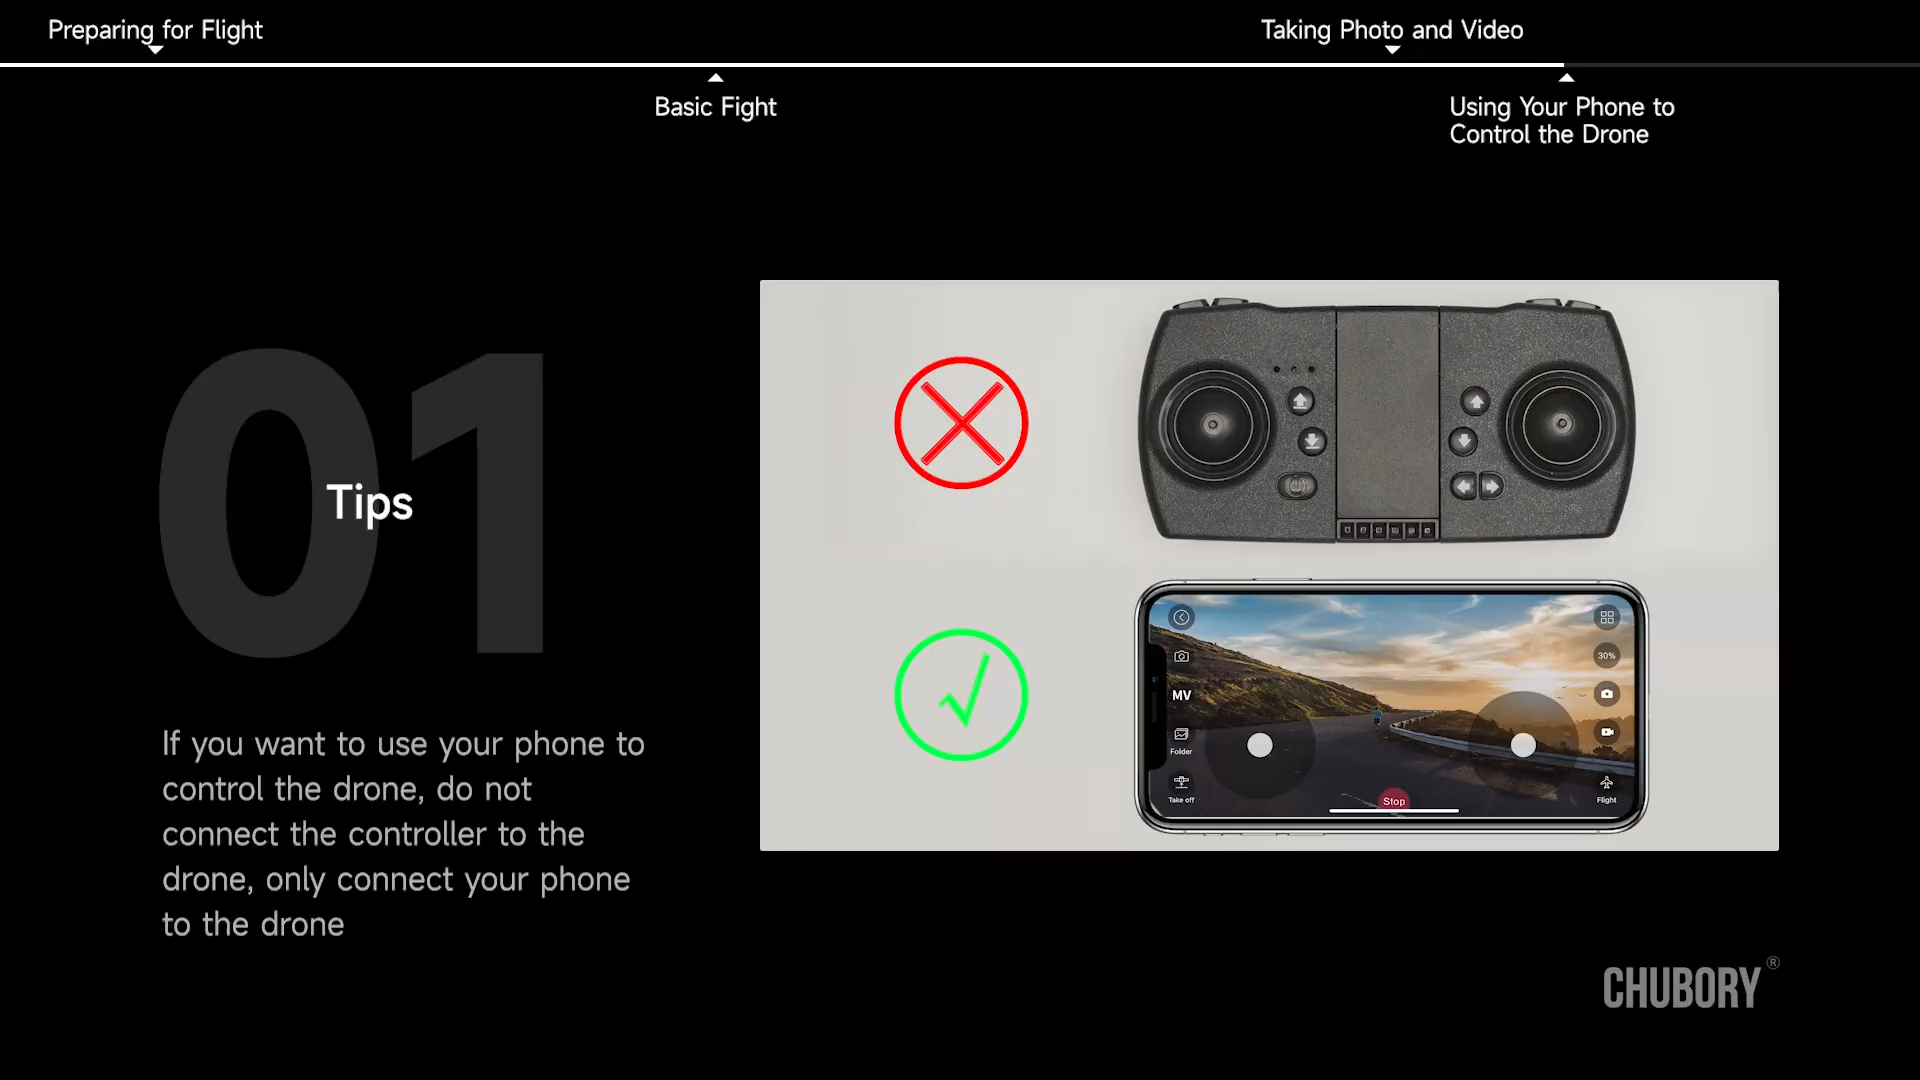 Preparing for Flight
Taking Photo and Video
Basic Fight
Using Your Phone to
Control the Drone
01
Tips
If you want to use your phone to
control the drone, do not
connect the controller to the
drone, only connect your phone
to the drone
30%
MV
Folder
Take off
Stop
Flight
CHUBORY®